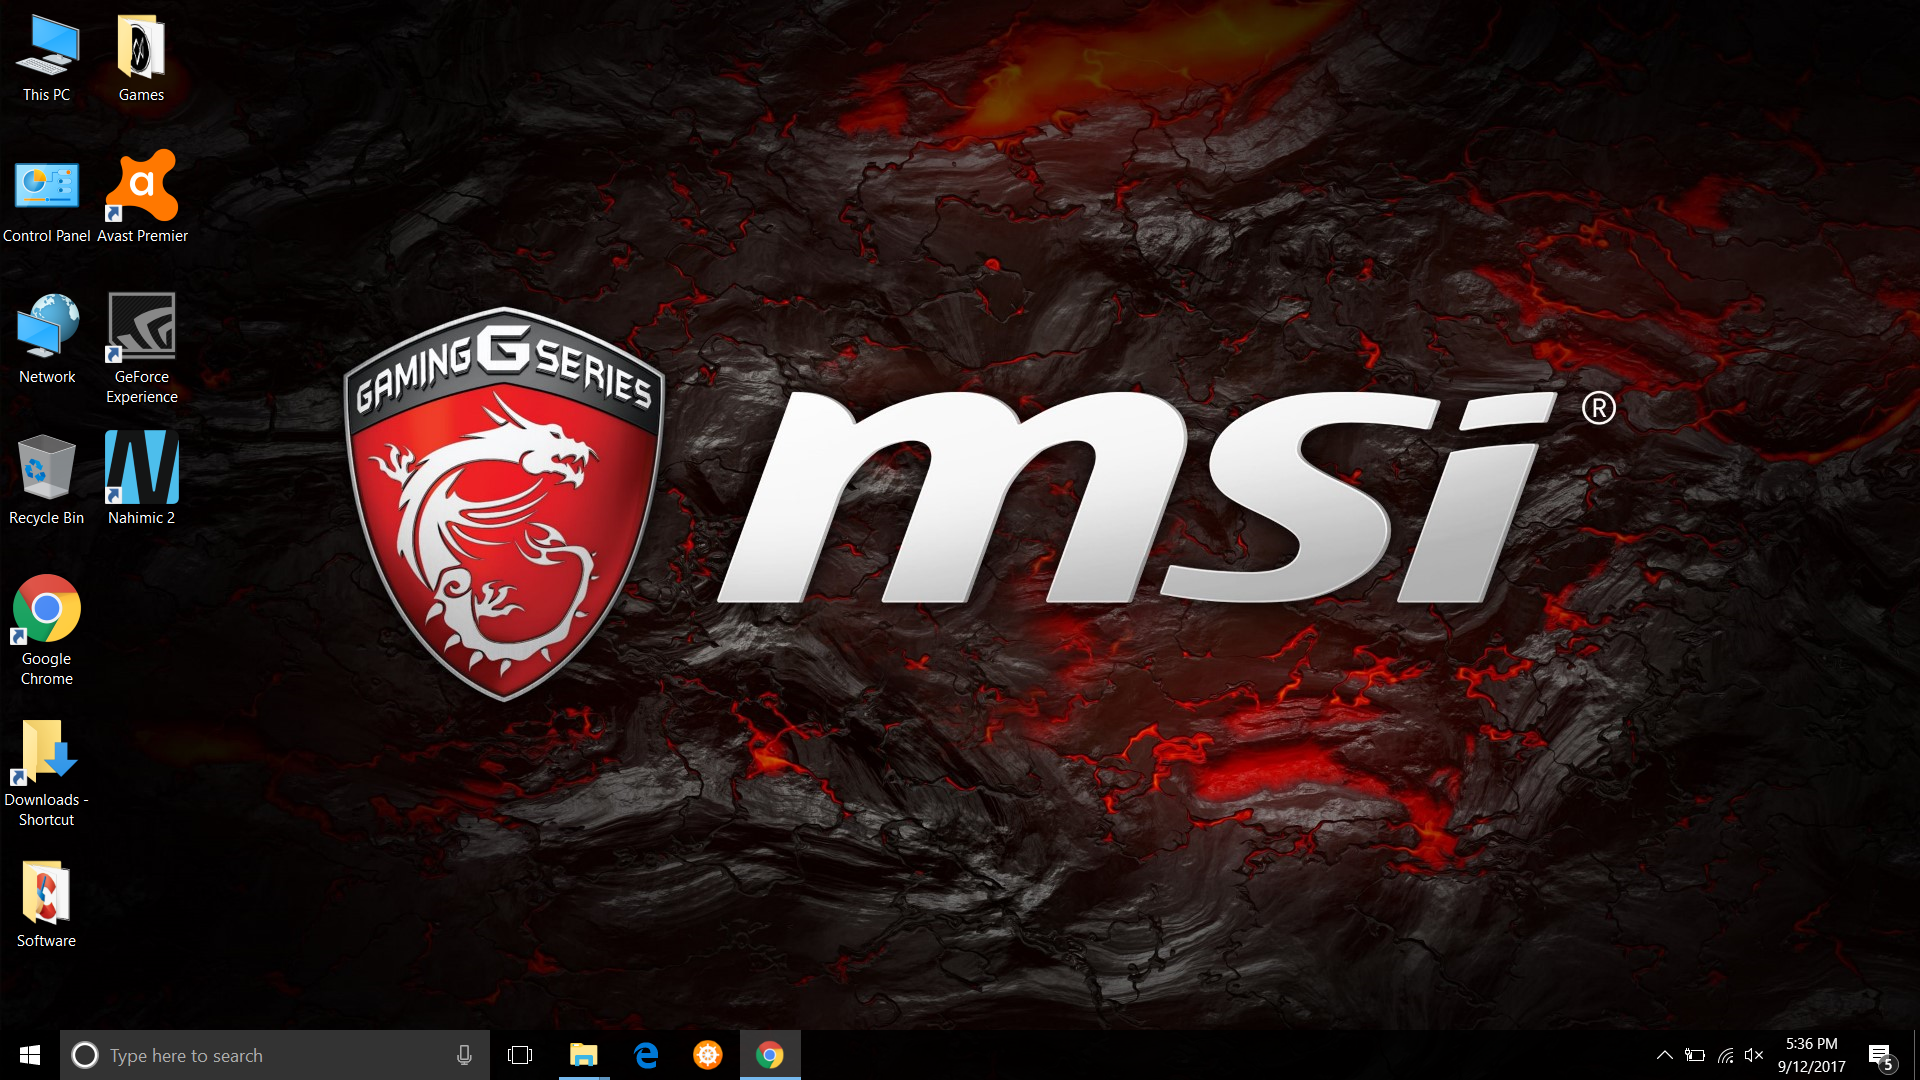 This PC
Games
Control Panel
Avast Premier
Network
GeForce
Experience
Recycle Bin
Nahimic 2
Google
Chrome
Downloads -
Shortcut
Software
GAMING G SERIES
msi ®
Type here to search
5:36 PM
9/12/2017
5